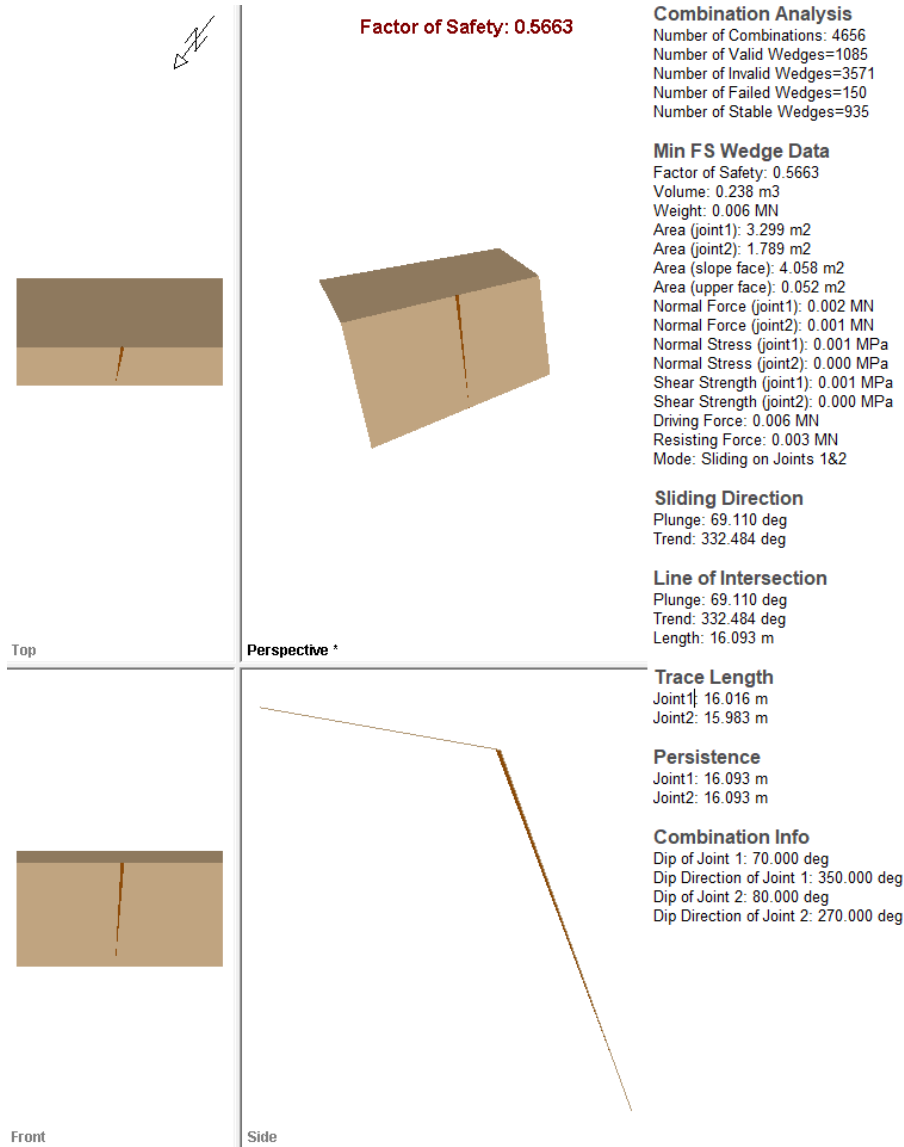 Factor of Safety: 0.5663
N
Top
Perspective *
Front
Side
Combination Analysis
Number of Combinations: 4656
Number of Valid Wedges=1085
Number of Invalid Wedges=3571
Number of Failed Wedges=150
Number of Stable Wedges=935
Min FS Wedge Data
Factor of Safety: 0.5663
Volume: 0.238 m3
Weight: 0.006 MN
Area (joint1): 3.299 m2
Area (joint2): 1.789 m2
Area (slope face): 4.058 m2
Area (upper face): 0.052 m2
Normal Force (joint1): 0.002 MN
Normal Force (joint2): 0.001 MN
Normal Stress (joint1): 0.001 MPa
Normal Stress (joint2): 0.000 MPa
Shear Strength (joint1): 0.001 MPa
Shear Strength (joint2): 0.000 MPa
Driving Force: 0.006 MN
Resisting Force: 0.003 MN
Mode: Sliding on Joints 1&2
Sliding Direction
Plunge: 69.110 deg
Trend: 332.484 deg
Line of Intersection
Plunge: 69.110 deg
Trend: 332.484 deg
Length: 16.093 m
Trace Length
Joint1: 16.016 m
Joint2: 15.983 m
Persistence
Joint1: 16.093 m
Joint2: 16.093 m
Combination Info
Dip of Joint 1: 70.000 deg
Dip Direction of Joint 1: 350.000 deg
Dip of Joint 2: 80.000 deg
Dip Direction of Joint 2: 270.000 deg